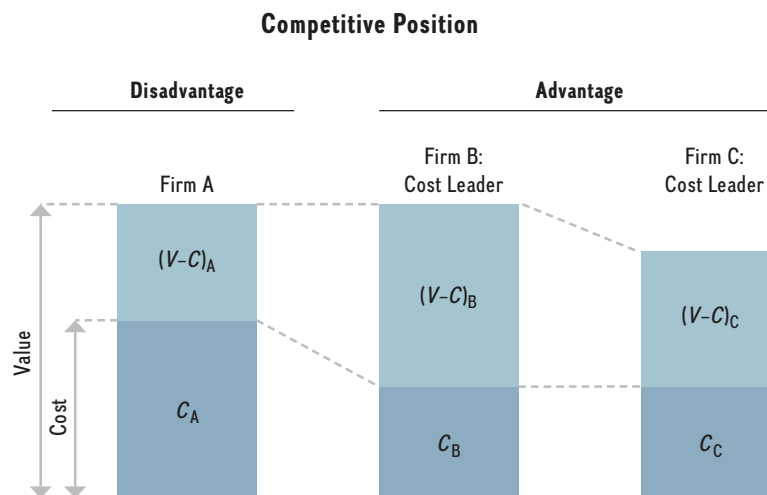 Competitive Position
Disadvantage
Advantage
Firm A
Firm B:
Cost Leader
Firm C:
Cost Leader
(V–C)A
(V–C)B
(V–C)C
Value
Cost
CA
CB
CC